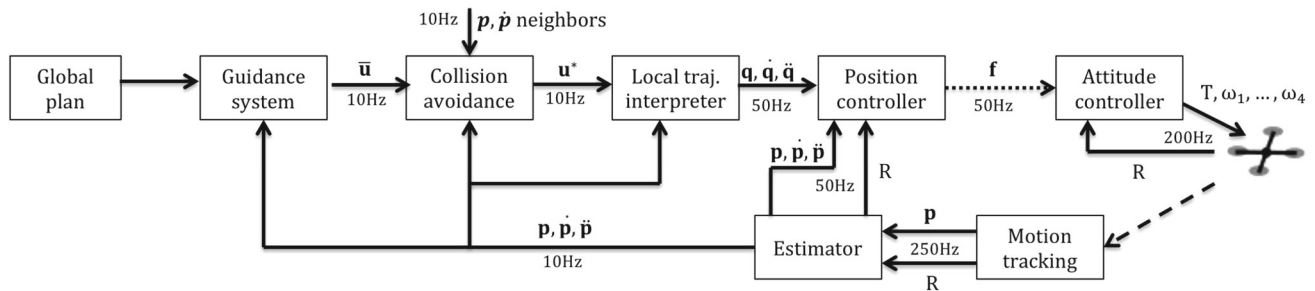 10Hz
p, ṗ neighbors
Global
plan
Guidance
system
u̅
10Hz
Collision
avoidance
u*
10Hz
Local traj.
interpreter
q, q̇, q̈
50Hz
Position
controller
f
50Hz
Attitude
controller
T, ω₁, ..., ω₄
200Hz
R
p, ṗ, p̈
50Hz
R
p, ṗ, p̈
10Hz
Estimator
p
250Hz
R
Motion
tracking